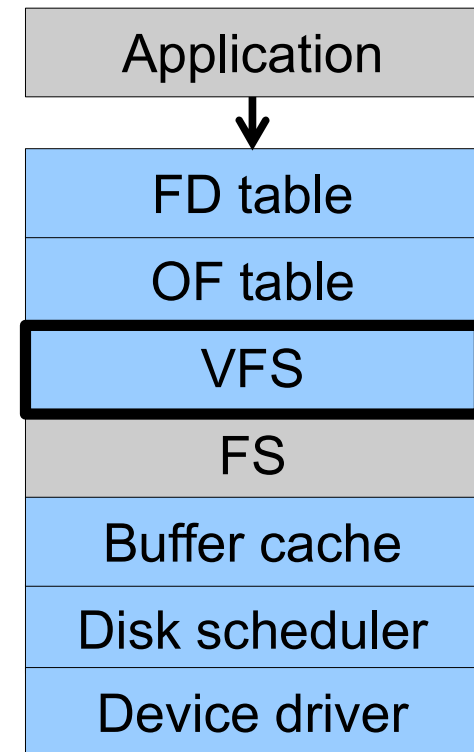 Application
FD table
OF table
VFS
FS
Buffer cache
Disk scheduler
Device driver